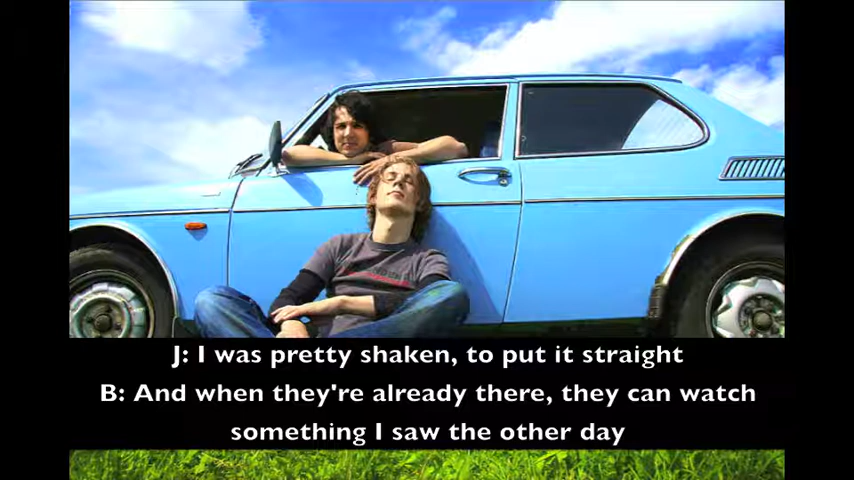 J: I was pretty shaken, to put it straight
B: And when they're already there, they can watch
something I saw the other day